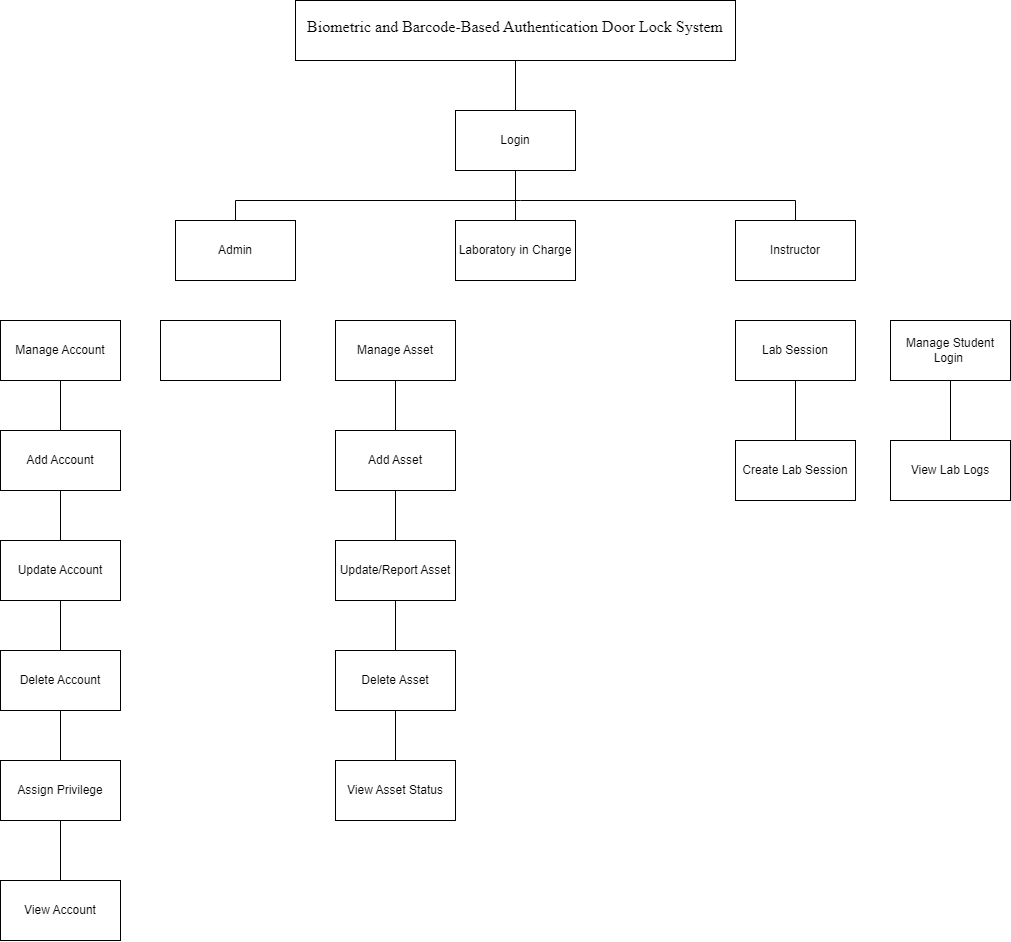 Biometric and Barcode-Based Authentication Door Lock System
Login
Admin
Laboratory in Charge
Instructor
Manage Account
Manage Asset
Lab Session
Manage Student
Login
Add Account
Add Asset
Create Lab Session
View Lab Logs
Update Account
Update/Report Asset
Delete Account
Delete Asset
Assign Privilege
View Asset Status
View Account